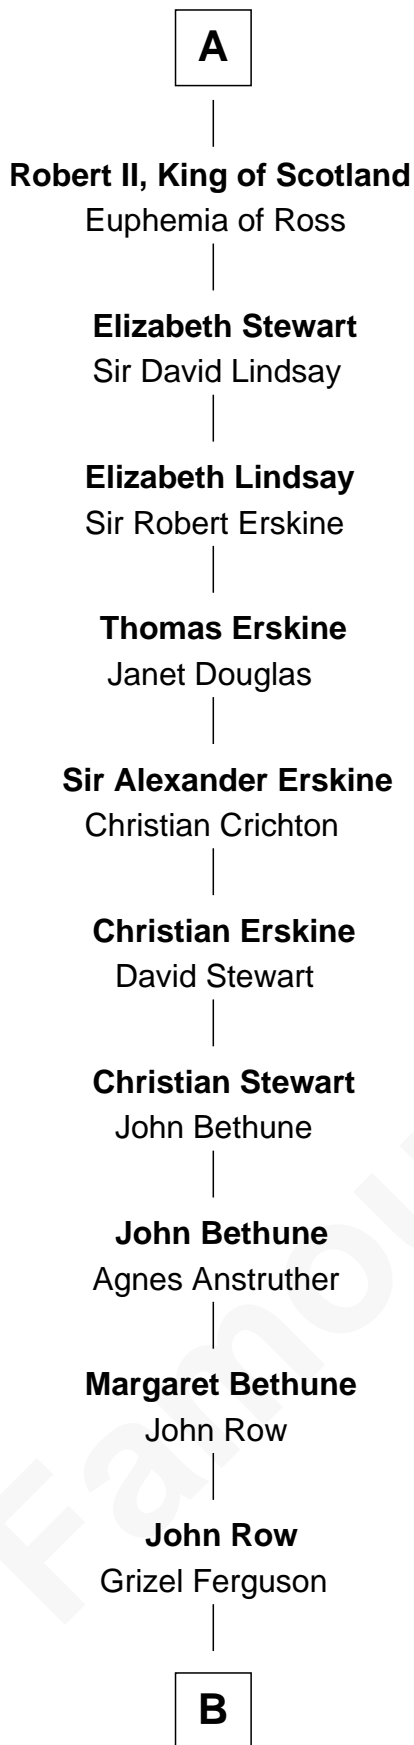 A
Robert II, King of Scotland
Euphemia of Ross
Elizabeth Stewart
Sir David Lindsay
Elizabeth Lindsay
Sir Robert Erskine
Thomas Erskine
Janet Douglas
Sir Alexander Erskine
Christian Crichton
Christian Erskine
David Stewart
Christian Stewart
John Bethune
John Bethune
Agnes Anstruther
Margaret Bethune
John Row
John Row
Grizel Ferguson
B
Famou